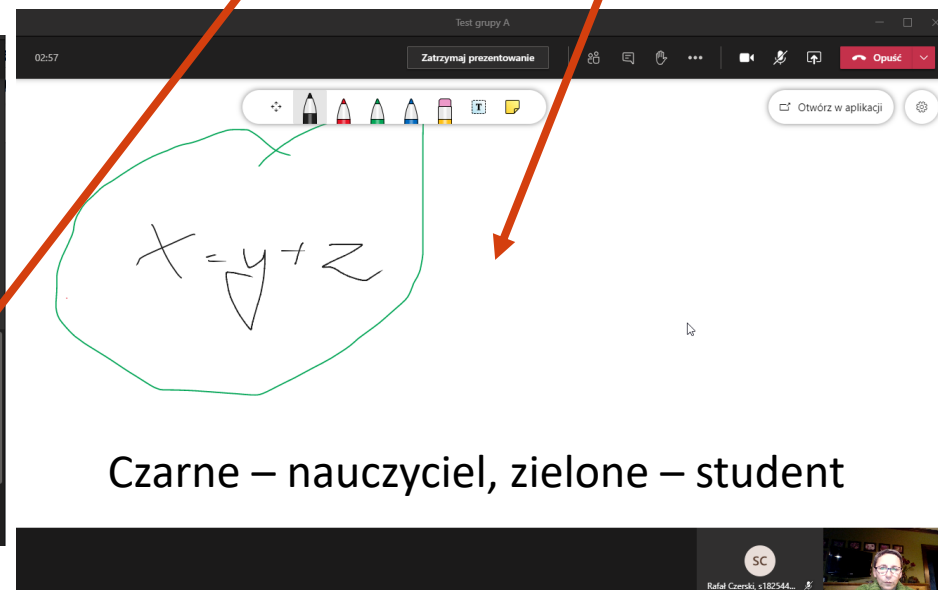 Test grupy A
02:57
Zatrzymaj prezentowanie
Opuść
T
Otwórz w aplikacji
x = y + z
Czarne – nauczyciel, zielone – student
SC
Rafał Czerski, s182544...